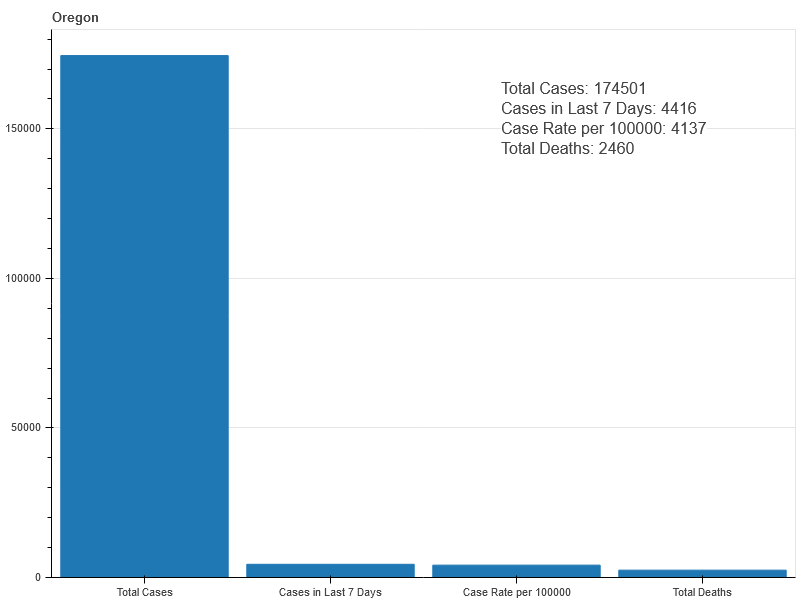 Oregon
Total Cases: 174501
Cases in Last 7 Days: 4416
Case Rate per 100000: 4137
Total Deaths: 2460
150000
100000
50000
0
Total Cases
Cases in Last 7 Days
Case Rate per 100000
Total Deaths